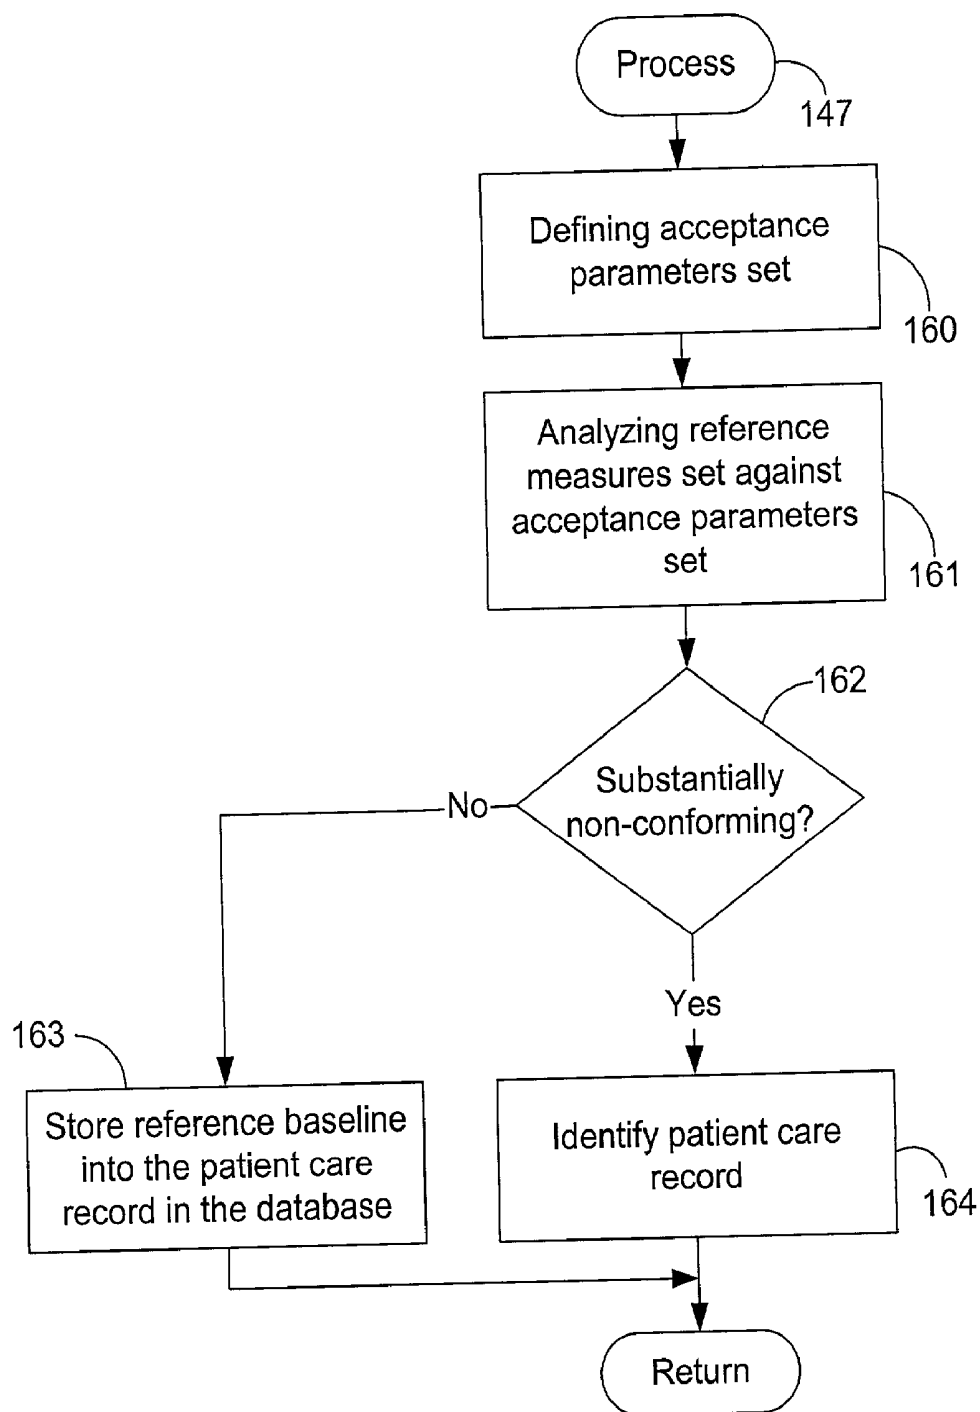 Process
147
Defining acceptance
parameters set
160
Analyzing reference
measures set against
acceptance parameters
set
161
162
Substantially
non-conforming?
No
Yes
163
Store reference baseline
into the patient care
record in the database
Identify patient care
record
164
Return